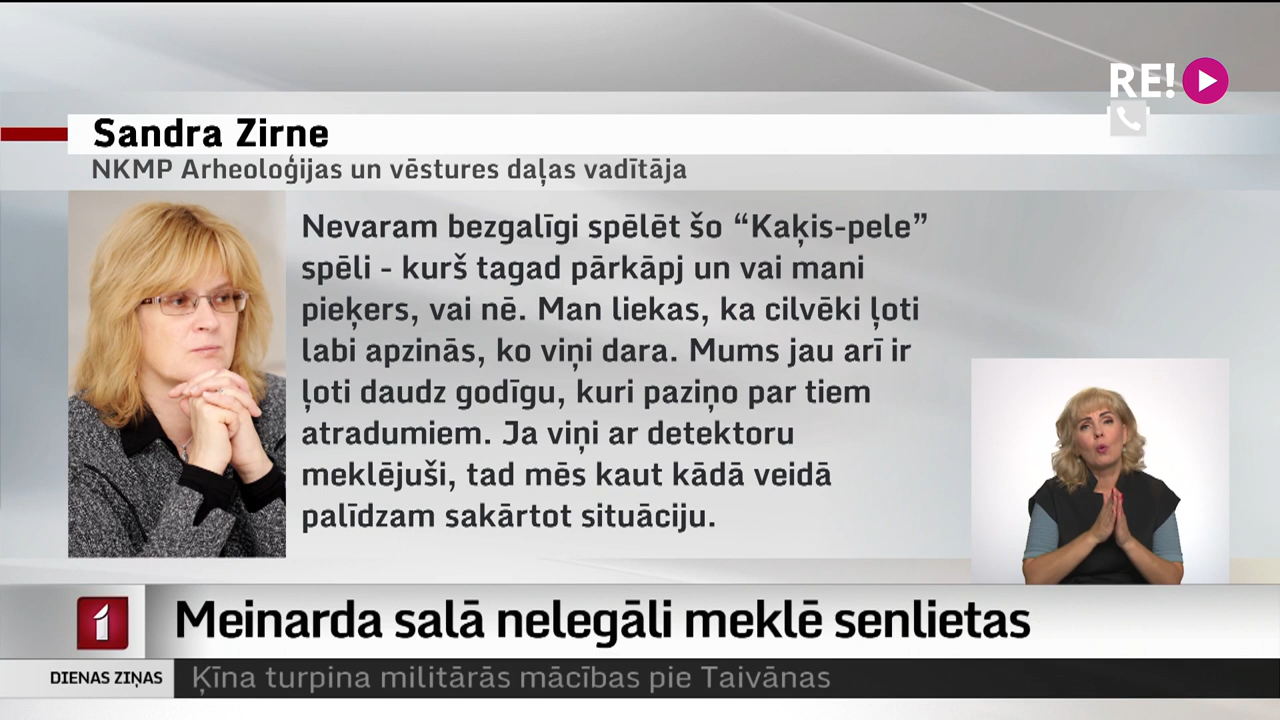 RE!
Sandra Zirne
NKMP Arheoloģijas un vēstures daļas vadītāja
Nevaram bezgalīgi spēlēt šo “Kaķis-pele”
spēli - kurš tagad pārkāpj un vai mani
pieķers, vai nē. Man liekas, ka cilvēki ļoti
labi apzinās, ko viņi dara. Mums jau arī ir
ļoti daudz godīgu, kuri paziņo par tiem
atradumiem. Ja viņi ar detektoru
meklējuši, tad mēs kaut kādā veidā
palīdzam sakārtot situāciju.
1 Meinarda salā nelegāli meklē senlietas
DIENAS ZIŅAS Ķīna turpina militārās mācības pie Taivānas